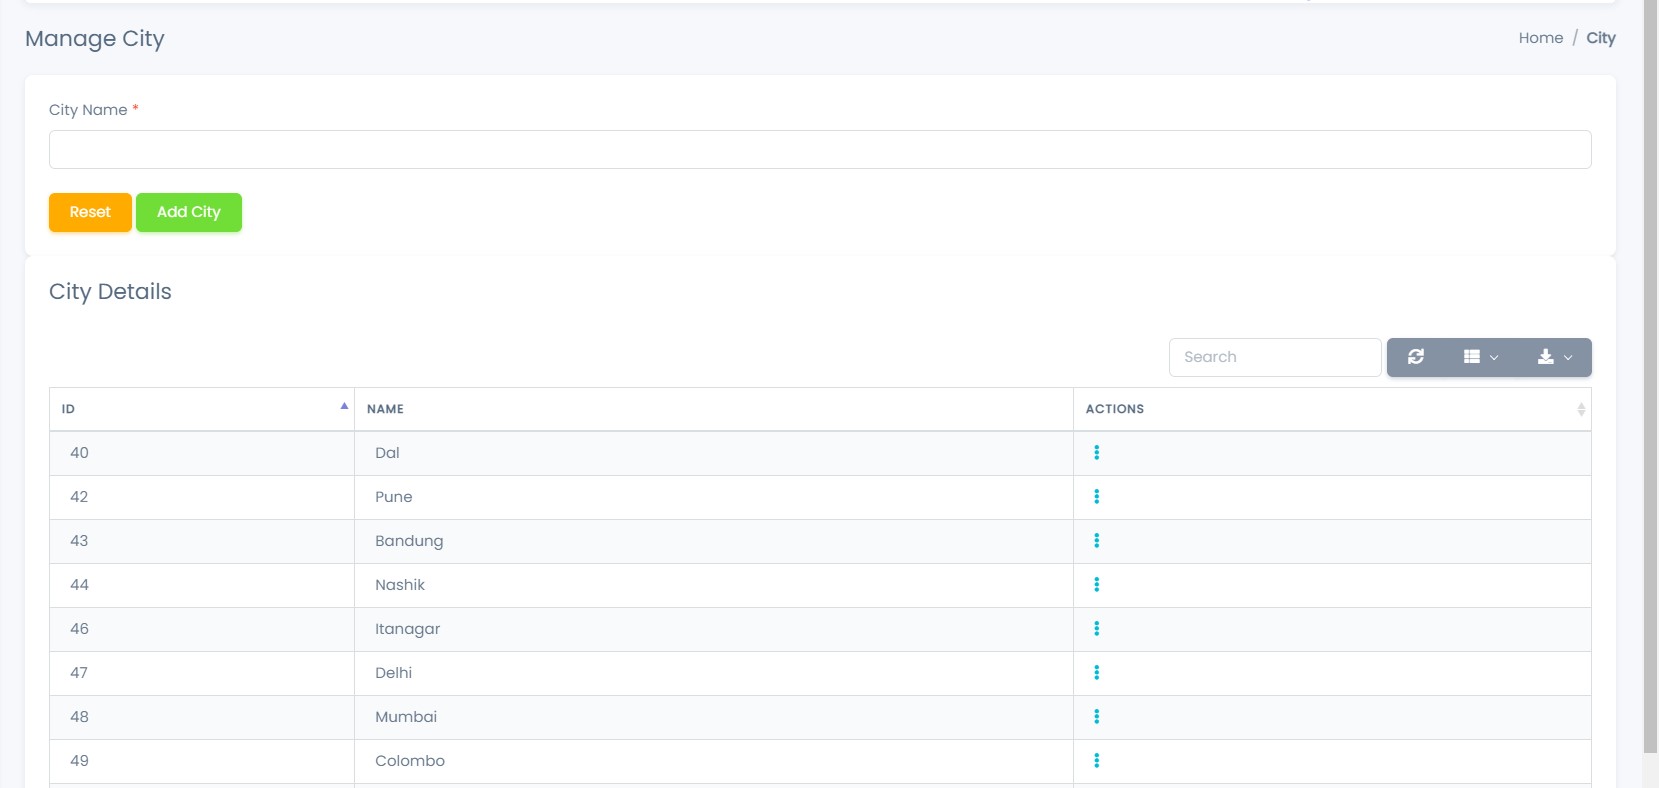 Manage City
Home / City
City Name *
Reset Add City
City Details
Search
ID NAME ACTIONS
40 Dal
42 Pune
43 Bandung
44 Nashik
46 Itanagar
47 Delhi
48 Mumbai
49 Colombo